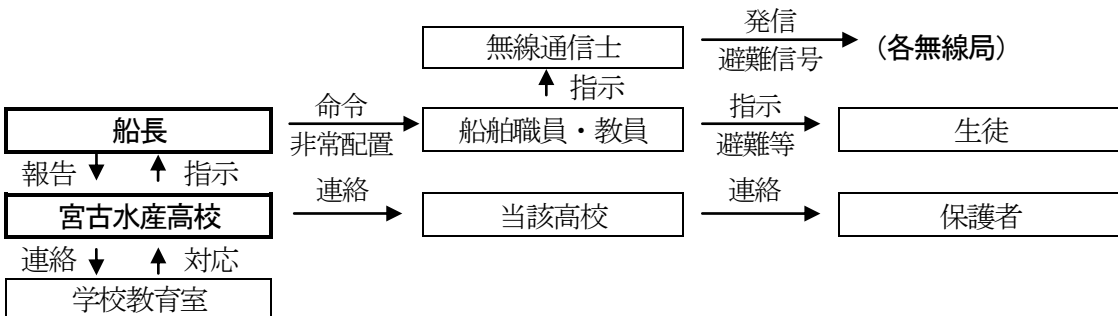 発信
無線通信士 (各無線局)
避難信号
指示
命令 指示
船長 船舶職員・教員 生徒
非常配置 避難等
報告 指示
連絡 連絡
宮古水産高校 当該高校 保護者
連絡 対応
学校教育室